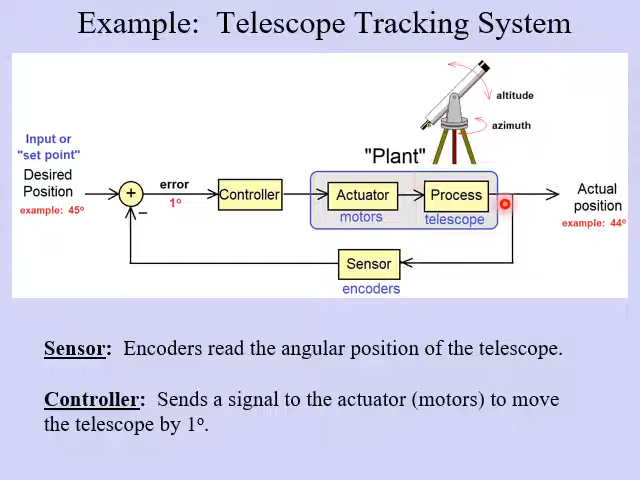 Example:  Telescope Tracking System
altitude
azimuth
Input or
"set point"
"Plant"
Desired
Position
error
Controller
Actuator
Process
Actual
position
+
−
example: 45º
1º
motors
telescope
example: 44º
Sensor
encoders
Sensor:  Encoders read the angular position of the telescope.
Controller:  Sends a signal to the actuator (motors) to move
the telescope by 1º.